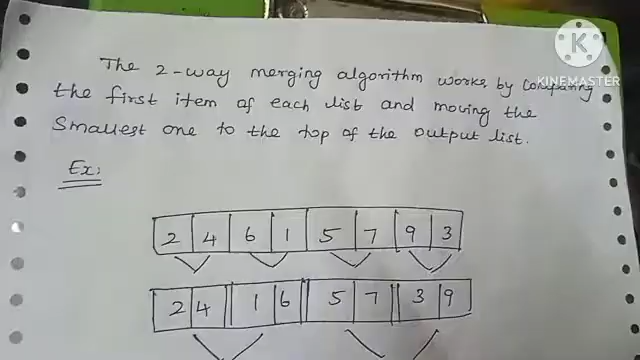 The 2-way merging algorithm works by comparing
the first item of each list and moving the
Smallest one to the top of the output list.
Ex:
2 4 6 1 5 7 9 3
2 4 1 6 5 7 3 9
K
KINEMASTER